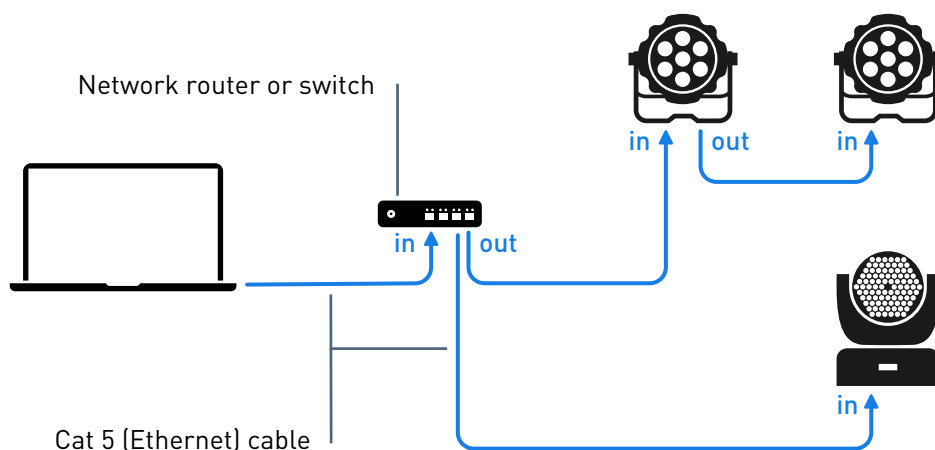 Network router or switch
in
out
in
in
out
in
Cat 5 (Ethernet) cable